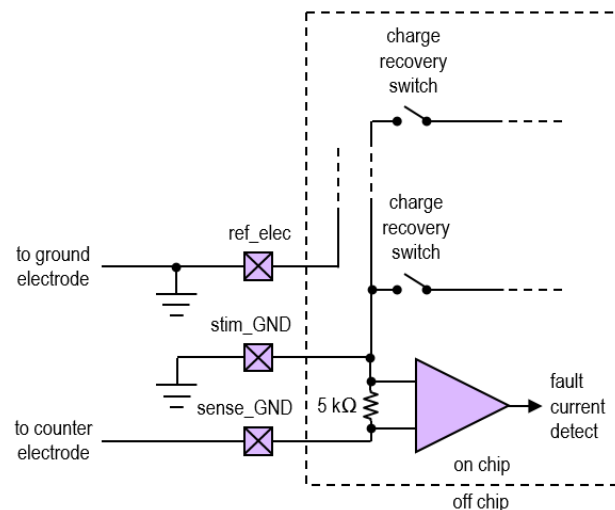 charge
recovery
switch
charge
recovery
switch
ref_elec
to ground
electrode
stim_GND
sense_GND
5 kΩ
to counter
electrode
fault
current
detect
on chip
off chip